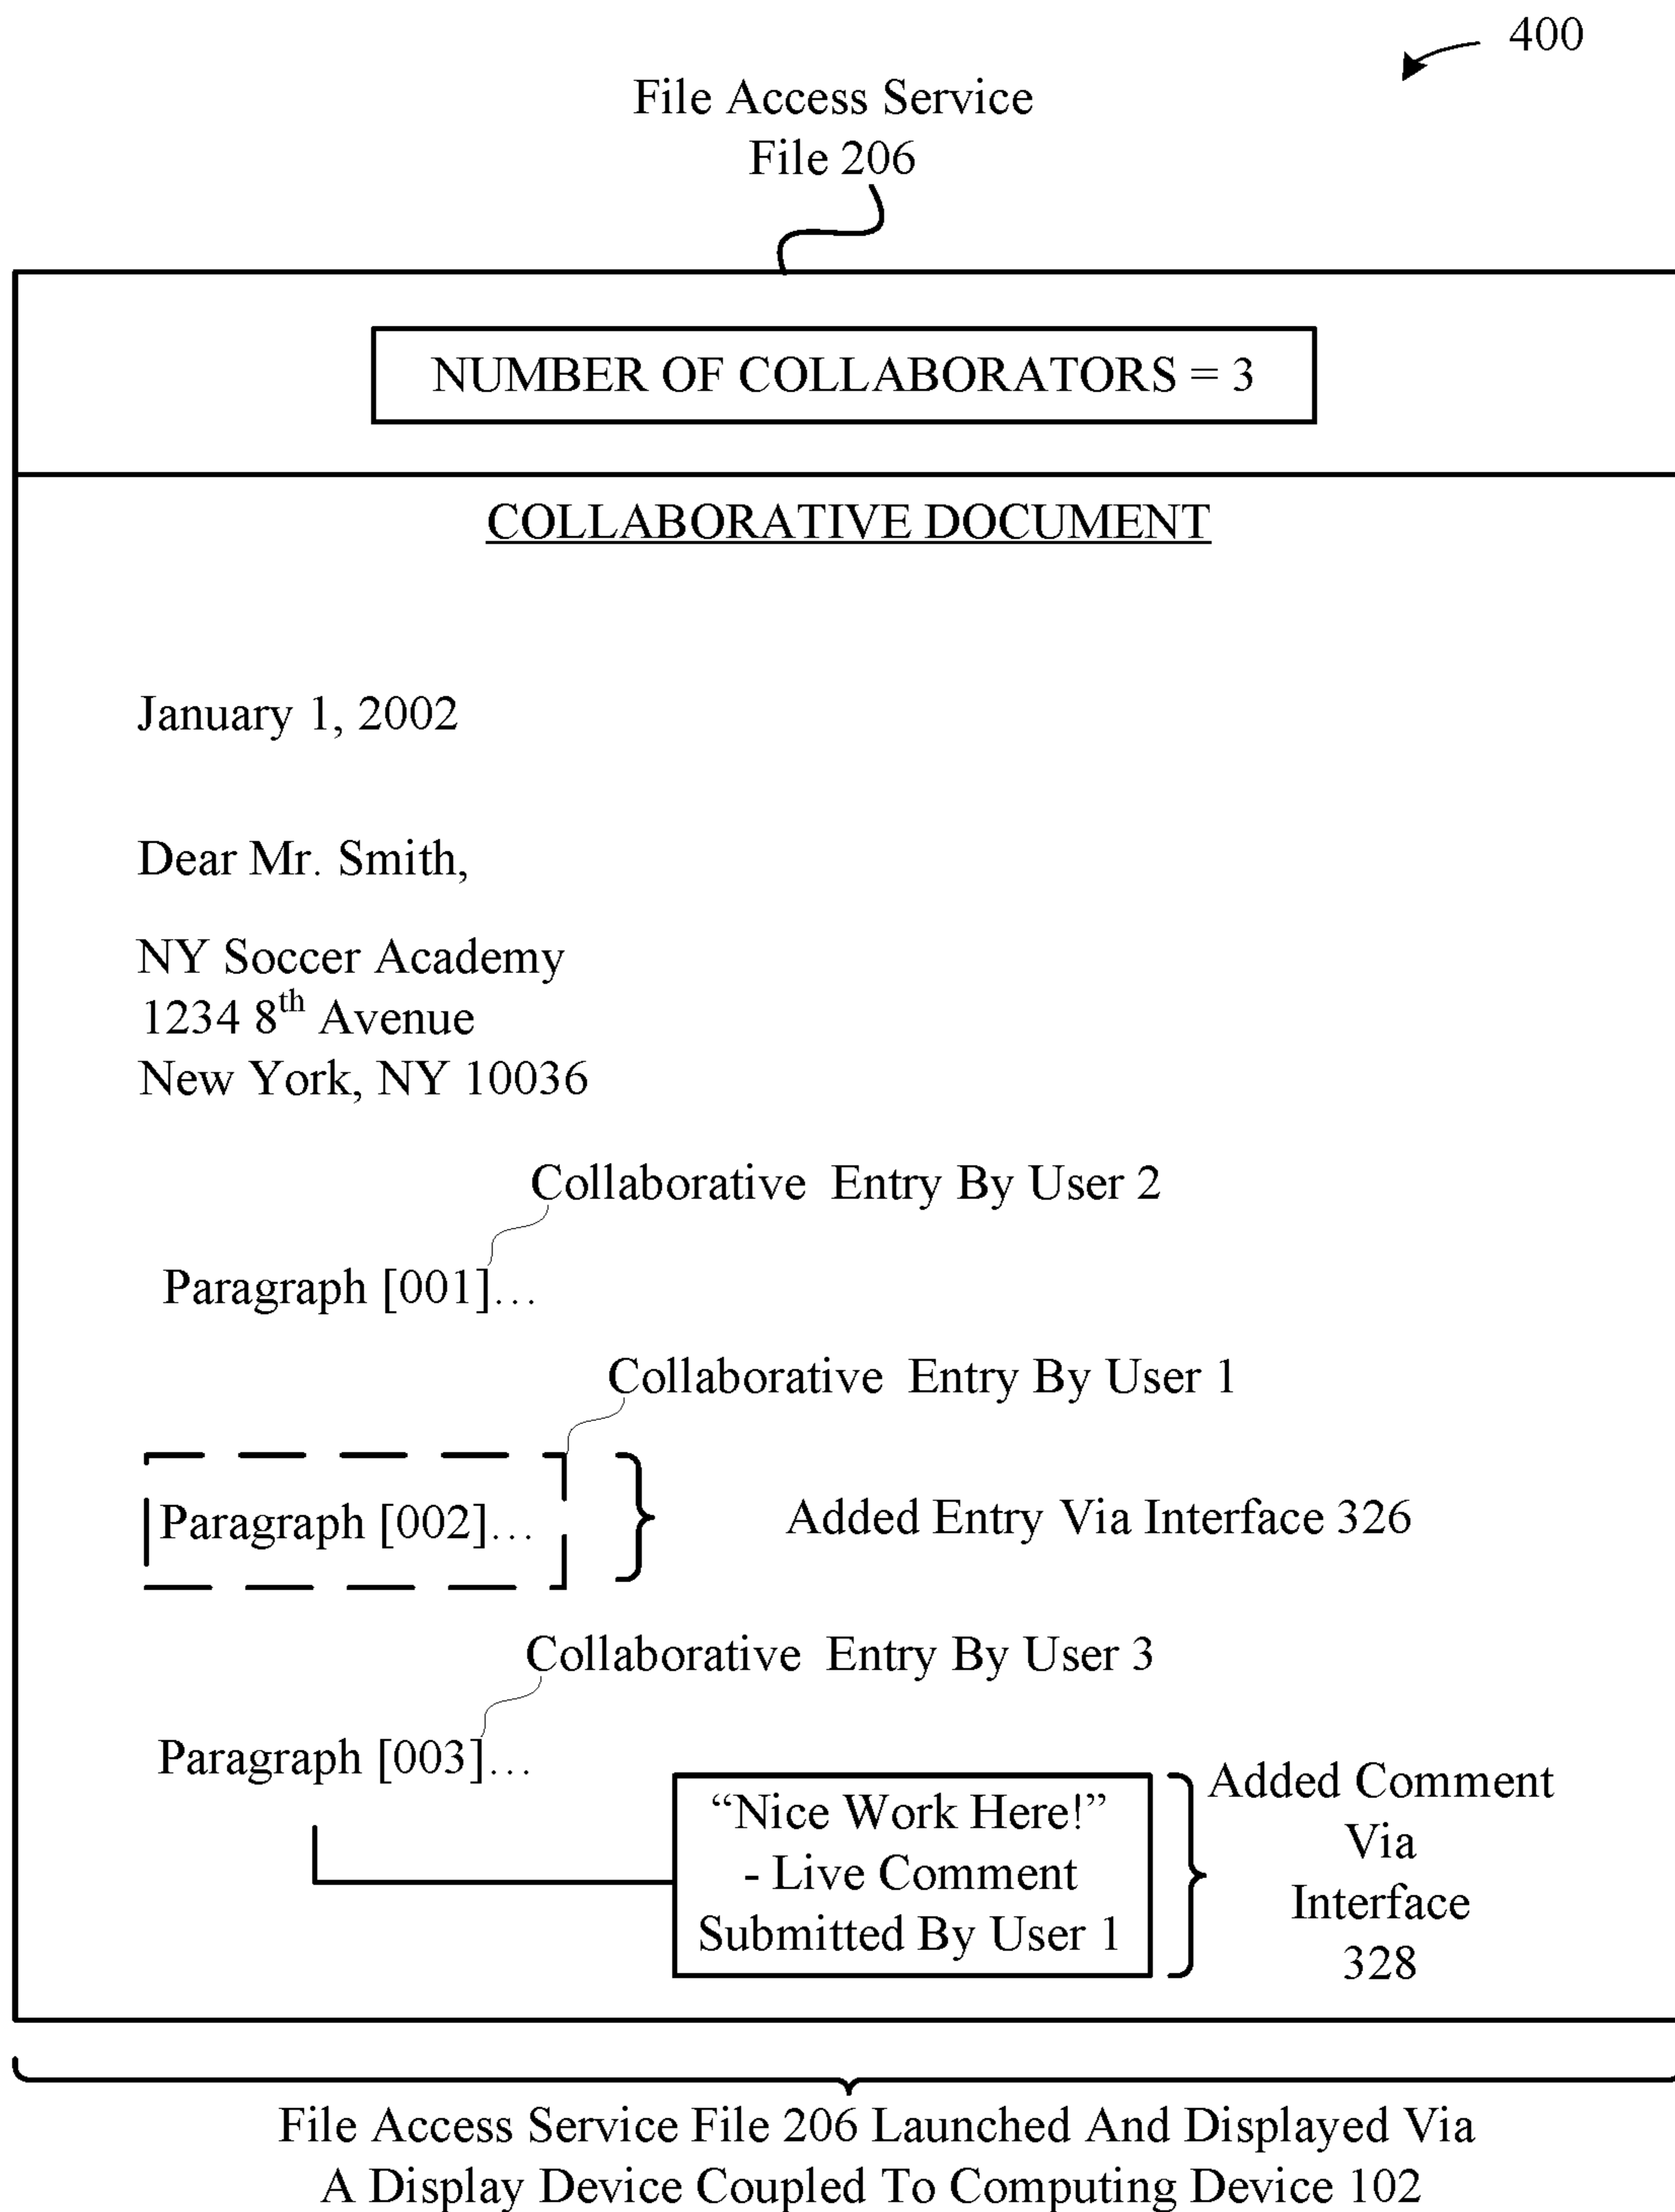 400
File Access Service
File 206
NUMBER OF COLLABORATORS = 3
COLLABORATIVE DOCUMENT
January 1, 2002
Dear Mr. Smith,
NY Soccer Academy
1234 8th Avenue
New York, NY 10036
Collaborative Entry By User 2
Paragraph [001]…
Collaborative Entry By User 1
Paragraph [002]…
Added Entry Via Interface 326
Collaborative Entry By User 3
Paragraph [003]…
“Nice Work Here!”
- Live Comment
Submitted By User 1
Added Comment
Via
Interface
328
File Access Service File 206 Launched And Displayed Via
A Display Device Coupled To Computing Device 102